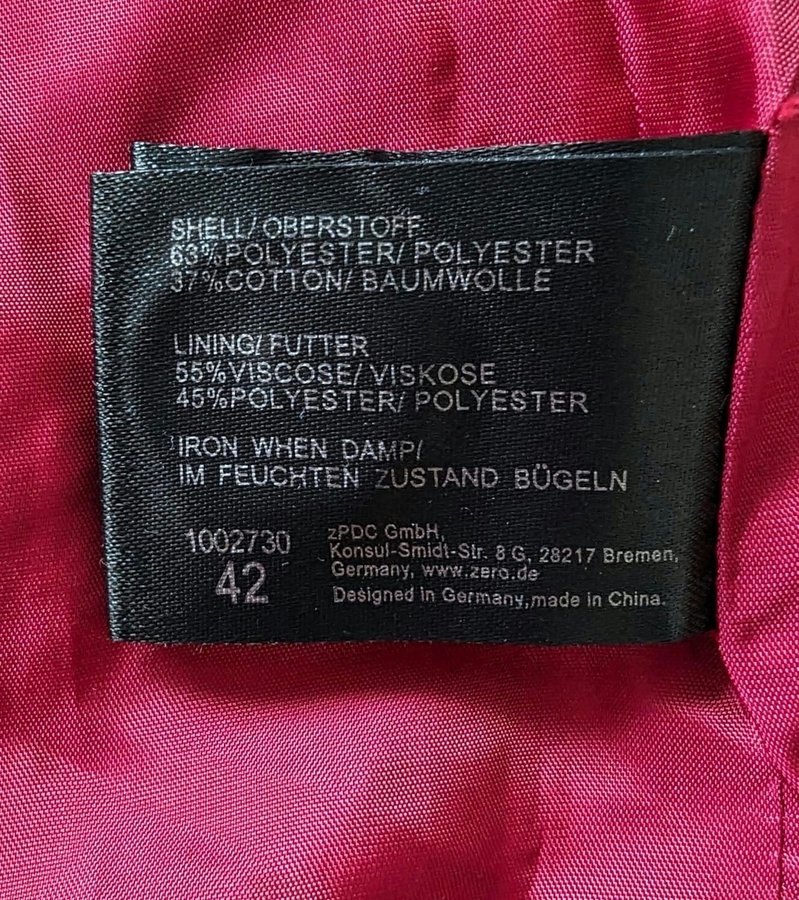 SHELL/ OBERSTOFF
63%POLYESTER/ POLYESTER
37%COTTON/ BAUMWOLLE
LINING/ FUTTER
55%VISCOSE/ VISKOSE
45%POLYESTER/ POLYESTER
IRON WHEN DAMP/
IM FEUCHTEN ZUSTAND BÜGELN
1002730
42
zPDC GmbH,
Konsul-Smidt-Str. 8 G, 28217 Bremen,
Germany, www.zero.de
Designed in Germany,made in China.